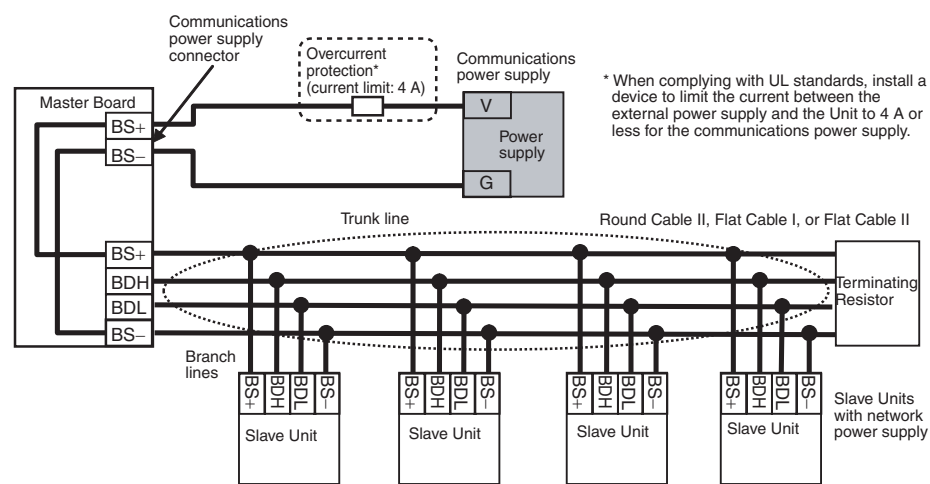 Communications
power supply
connector
Overcurrent
protection*
(current limit: 4 A)
Communications
power supply
* When complying with UL standards, install a
device to limit the current between the
external power supply and the Unit to 4 A or
less for the communications power supply.
Master Board
BS+
BS−
V
Power
supply
G
Trunk line
Round Cable II, Flat Cable I, or Flat Cable II
BS+
BDH
BDL
BS−
Terminating
Resistor
Branch
lines
BS+ BDH BDL BS−
BS+ BDH BDL BS−
BS+ BDH BDL BS−
BS+ BDH BDL BS−
Slave Unit
Slave Unit
Slave Unit
Slave Unit
Slave Units
with network
power supply